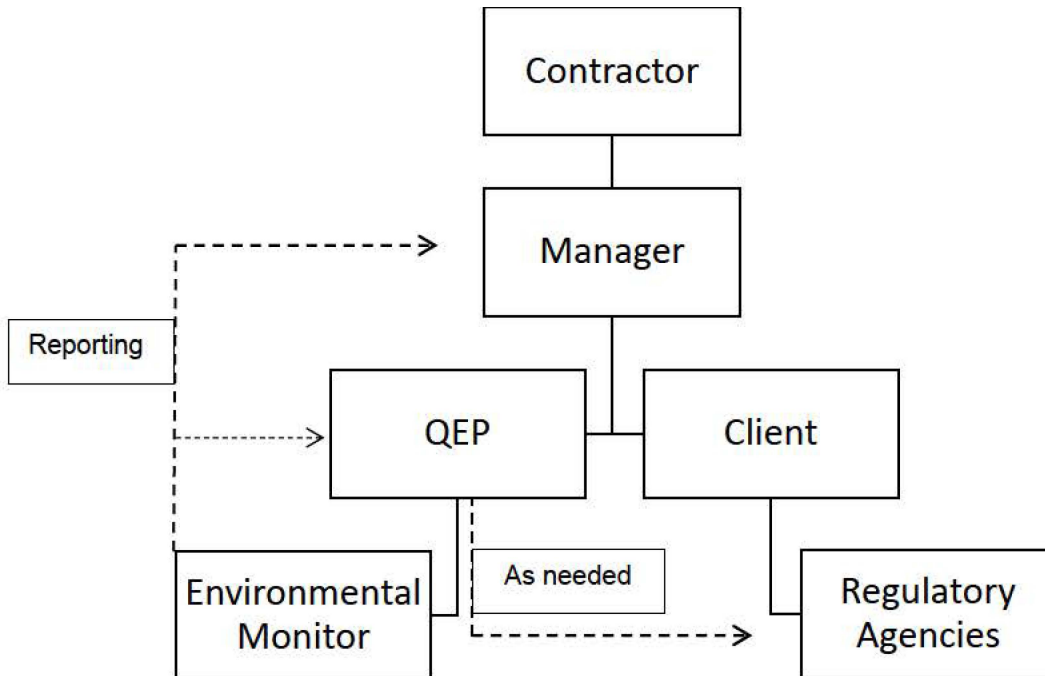 Contractor
Manager
Reporting
QEP
Client
Environmental
Monitor
As needed
Regulatory
Agencies